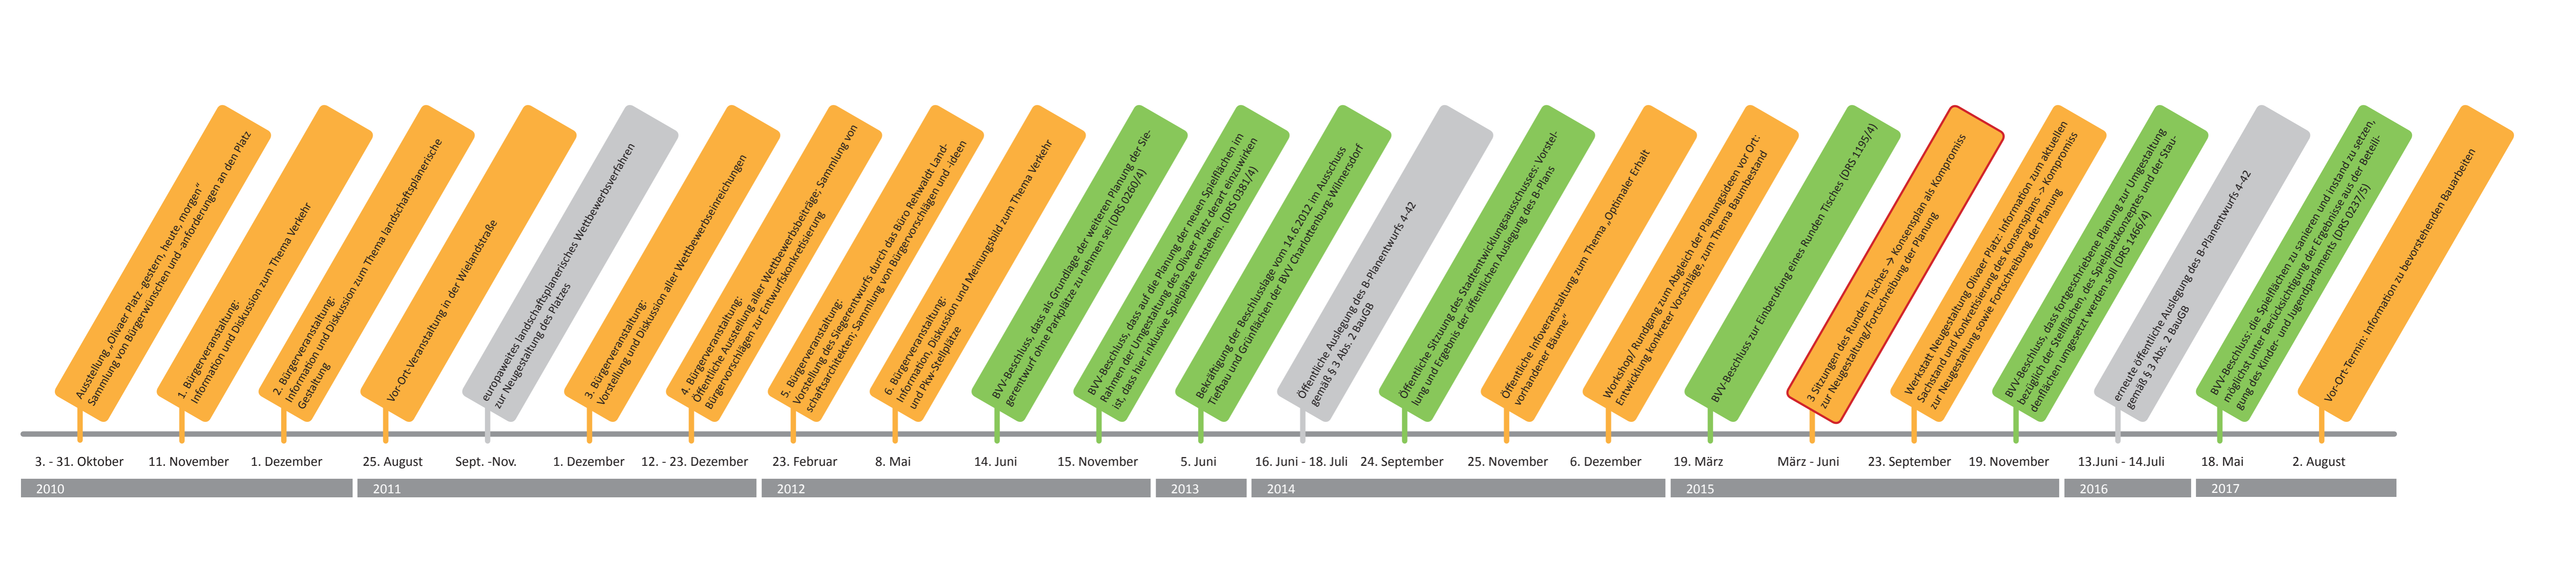 Ausstellung „Olivaer Platz -gestern, heute, morgen“
Sammlung von Bürgerwünschen und -anforderungen an den Platz
1. Bürgerveranstaltung:
Information und Diskussion zum Thema Verkehr
2. Bürgerveranstaltung:
Information und Diskussion zum Thema landschaftsplanerische
Gestaltung
Vor-Ort-Veranstaltung in der Wielandstraße
europaweites landschaftsplanerisches Wettbewerbsverfahren
zur Neugestaltung des Platzes
3. Bürgerveranstaltung:
Vorstellung und Diskussion aller Wettbewerbseinreichungen
4. Bürgerveranstaltung:
Öffentliche Ausstellung aller Wettbewerbsbeiträge; Sammlung von
Bürgervorschlägen zur Entwurfskonkretisierung
5. Bürgerveranstaltung:
Vorstellung des Siegerentwurfs durch das Büro Rehwaldt Land-
schaftsarchitekten; Sammlung von Bürgervorschlägen und -ideen
6. Bürgerveranstaltung:
Information, Diskussion und Meinungsbild zum Thema Verkehr
und Pkw-Stellplätze
BVV-Beschluss, dass als Grundlage der weiteren Planung der Sie-
gerentwurf ohne Parkplätze zu nehmen sei (DRS 0260/4)
BVV-Beschluss, dass auf die Planung der neuen Spielflächen im
Rahmen der Umgestaltung des Olivaer Platz derart einzuwirken
ist, dass hier inklusive Spielplätze entstehen. (DRS 0381/4)
Bekräftigung der Beschlusslage vom 14.6.2012 im Ausschuss
Tiefbau und Grünflächen der BVV Charlottenburg-Wilmersdorf
Öffentliche Auslegung des B-Planentwurfs 4-42
gemäß § 3 Abs. 2 BauGB
Öffentliche Sitzung des Stadtentwicklungsausschusses: Vorstel-
lung und Ergebnis der öffentlichen Auslegung des B-Plans
Öffentliche Infoveranstaltung zum Thema „Optimaler Erhalt
vorhandener Bäume“
Workshop/ Rundgang zum Abgleich der Planungsideen vor Ort:
Entwicklung konkreter Vorschläge, zum Thema Baumbestand
BVV-Beschluss zur Einberufung eines Runden Tisches (DRS 1195/4)
3 Sitzungen des Runden Tisches -> Konsensplan als Kompromiss
zur Neugestaltung/Fortschreibung der Planung
Werkstatt Neugestaltung Olivaer Platz: Information zum aktuellen
Sachstand und Konkretisierung des Konsensplans -> Kompromiss
zur Neugestaltung sowie Fortschreibung der Planung
BVV-Beschluss, dass fortgeschriebene Planung zur Umgestaltung
bezüglich der Stellflächen, des Spielplatzkonzeptes und der Stau-
denflächen umgesetzt werden soll (DRS 1466/4)
erneute öffentliche Auslegung des B-Planentwurfs 4-42
gemäß § 3 Abs. 2 BauGB
BVV-Beschluss: die Spielflächen zu sanieren und instand zu setzen,
möglichst unter Berücksichtigung der Ergebnisse aus der Beteili-
gung des Kinder- und Jugendparlaments (DRS 0237/5)
Vor-Ort-Termin: Information zu bevorstehenden Bauarbeiten
3. - 31. Oktober
11. November
1. Dezember
25. August
Sept. -Nov.
1. Dezember
12. - 23. Dezember
23. Februar
8. Mai
14. Juni
15. November
5. Juni
16. Juni - 18. Juli
24. September
25. November
6. Dezember
19. März
März - Juni
23. September
19. November
13.Juni - 14.Juli
18. Mai
2. August
2010
2011
2012
2013
2014
2015
2016
2017